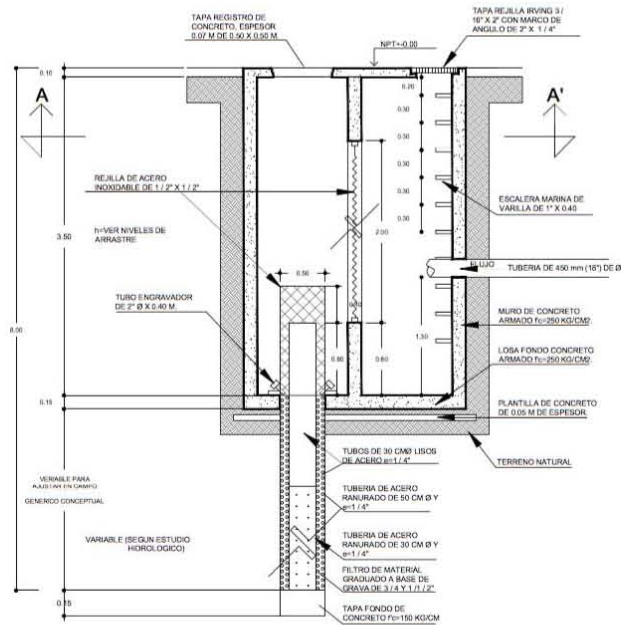 TAPA REGISTRO DE
CONCRETO, ESPESOR
0.07 M DE 0.50 X 0.50 M.
TAPA REJILLA IRVING 3/
16" X 2" CON MARCO DE
ANGULO DE 2" X 1/4"
NPT+-0.00
0.10
A
A'
0.20
0.30
0.30
0.30
0.30
0.30
REJILLA DE ACERO
INOXIDABLE DE 1/2" X 1/2"
ESCALERA MARINA DE
VARILLA DE 1" X 0.40
h=VER NIVELES DE
ARRASTRE
3.50
2.00
FLUJO
TUBERIA DE 450 mm (18") DE Ø
0.50
TUBO ENGRAVADOR
DE 2" Ø X 0.40 M.
1.30
MURO DE CONCRETO
ARMADO f'c=250 KG/CM2.
8.00
0.80
0.80
LOSA FONDO CONCRETO
ARMADO f'c=250 KG/CM2.
0.15
PLANTILLA DE CONCRETO
DE 0.05 M DE ESPESOR.
TUBOS DE 30 CMØ LISOS
DE ACERO e=1/4"
TERRENO NATURAL
VERIABLE PARA
AJUSTAR EN CAMPO
GENERICO CONCEPTUAL
TUBERIA DE ACERO
RANURADO DE 50 CM Ø Y
e=1/4"
VARIABLE (SEGUN ESTUDIO
HIDROLOGICO)
TUBERIA DE ACERO
RANURADO DE 30 CM Ø Y
e=1/4"
FILTRO DE MATERIAL
GRADUADO A BASE DE
GRAVA DE 3/4 Y 1/1/2"
0.15
TAPA FONDO DE
CONCRETO f'c=150 KG/CM